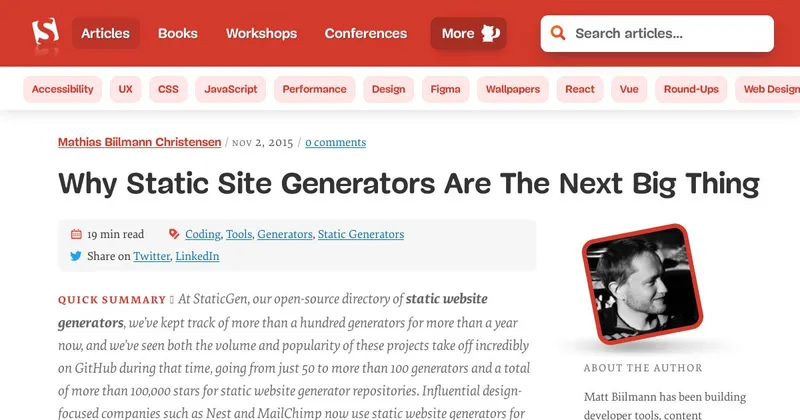 Articles Books Workshops Conferences More Search articles...
Accessibility UX CSS JavaScript Performance Design Figma Wallpapers React Vue Round-Ups Web Design
Mathias Biilmann Christensen / NOV 2, 2015 / 0 comments
Why Static Site Generators Are The Next Big Thing
19 min read Coding, Tools, Generators, Static Generators
Share on Twitter, LinkedIn
QUICK SUMMARY At StaticGen, our open-source directory of static website
generators, we've kept track of more than a hundred generators for more than a year
now, and we've seen both the volume and popularity of these projects take off incredibly
on GitHub during that time, going from just 50 to more than 100 generators and a total
of more than 100,000 stars for static website generator repositories. Influential design-
focused companies such as Nest and MailChimp now use static website generators for
ABOUT THE AUTHOR
Matt Biilmann has been building
developer tools, content